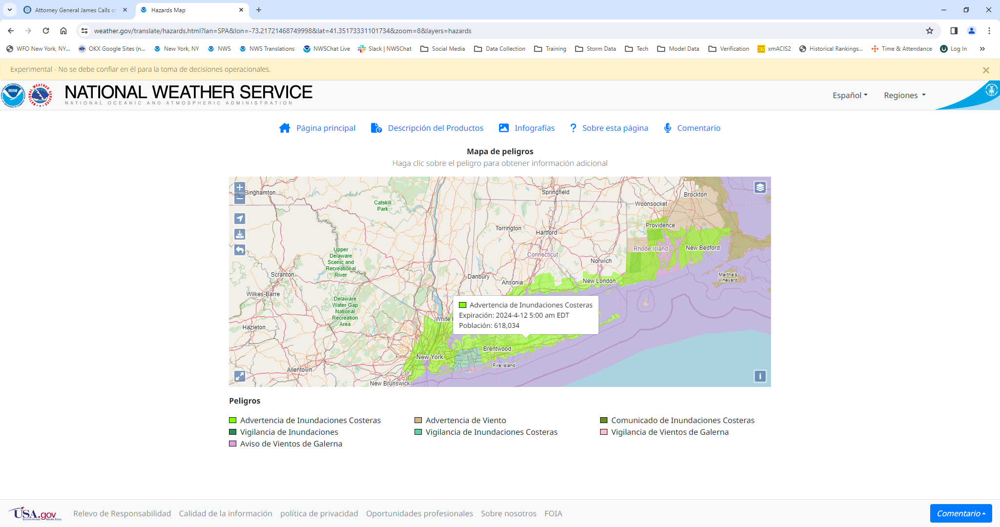 Attorney General James Calls o
Hazards Map
weather.gov/translate/hazards.html?lan=SPA&lon=-73.21721468749998&lat=41.35173331101734&zoom=8&layers=hazards
WFO New York, NY...
OKX Google Sites (n...
New York, NY
NWS
NWS Translations
NWSChat Live
Slack | NWSChat
Social Media
Data Collection
Training
Storm Data
Tech
Model Data
Verification
xmACIS2
Historical Rankings...
Time & Attendance
Log In
Experimental - No se debe confiar en él para la toma de decisiones operacionales.
NATIONAL WEATHER SERVICE
NATIONAL OCEANIC AND ATMOSPHERIC ADMINISTRATION
Español
Regiones
Página principal
Descripción del Productos
Infografías
Sobre esta página
Comentario
Mapa de peligros
Haga clic sobre el peligro para obtener información adicional
Binghamton
Springfield
Brockton
Catskill
Park
Woonsocket
Torrington
Providence
Hartford
Upper
Delaware
Scenic and
Recreational
River
Connecticut
Rhode Island
New Bedford
Norwich
Scranton
Danbury
Ansonia
New London
Martha's
Vineyard
Wilkes-Barre
Delaware
Water Gap
National
Recreation
Area
Advertencia de Inundaciones Costeras
Expiración: 2024-4-12 5:00 am EDT
Población: 618,034
White
Hazleton
Brentwood
New York
Fire Island
Allentown
New Brunswick
Peligros
Advertencia de Inundaciones Costeras
Advertencia de Viento
Comunicado de Inundaciones Costeras
Vigilancia de Inundaciones
Vigilancia de Inundaciones Costeras
Vigilancia de Vientos de Galerna
Aviso de Vientos de Galerna
USA.gov
Government Made Easy
Relevo de Responsabilidad
Calidad de la información
política de privacidad
Oportunidades profesionales
Sobre nosotros
FOIA
Comentario